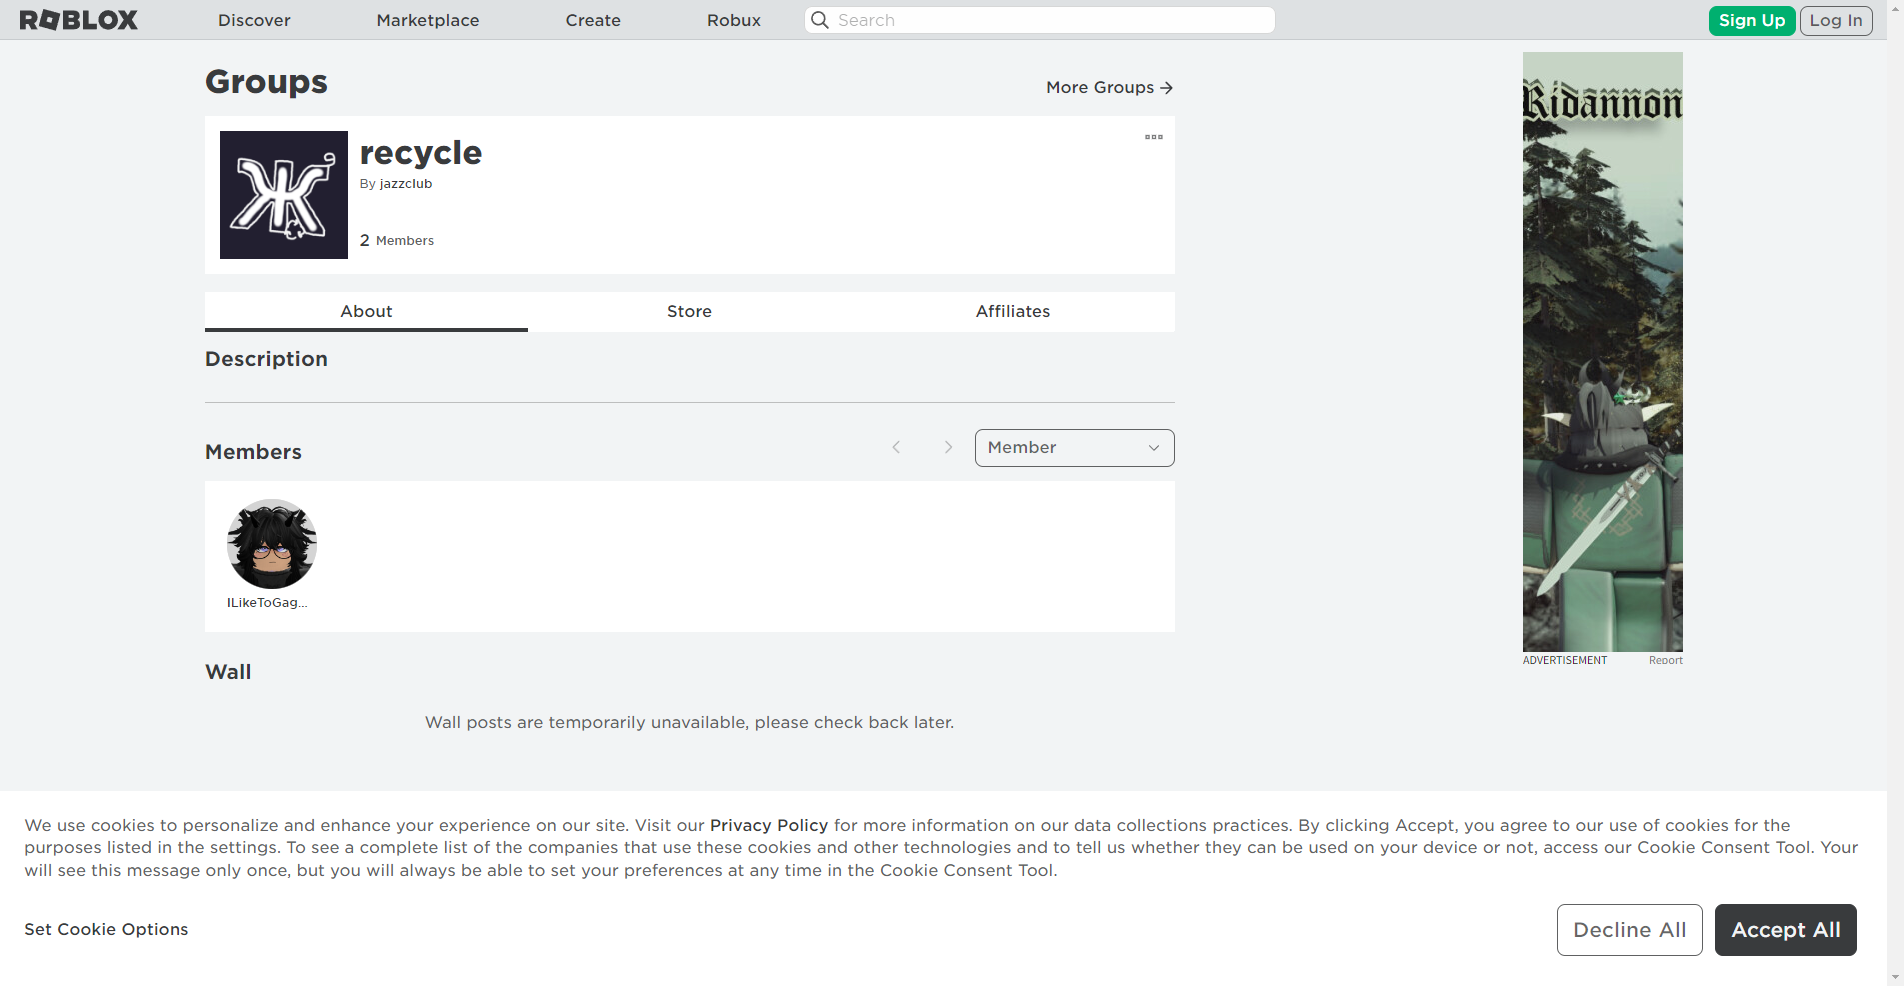 ROBLOX
Discover
Marketplace
Create
Robux
Search
Sign Up
Log In
Groups
More Groups
recycle
By jazzclub
2 Members
About
Store
Affiliates
Description
Members
Member
ILikeToGag...
Wall
Wall posts are temporarily unavailable, please check back later.
Ridannon
ADVERTISEMENT
Report
We use cookies to personalize and enhance your experience on our site. Visit our Privacy Policy for more information on our data collections practices. By clicking Accept, you agree to our use of cookies for the
purposes listed in the settings. To see a complete list of the companies that use these cookies and other technologies and to tell us whether they can be used on your device or not, access our Cookie Consent Tool. Your
will see this message only once, but you will always be able to set your preferences at any time in the Cookie Consent Tool.
Set Cookie Options
Decline All
Accept All